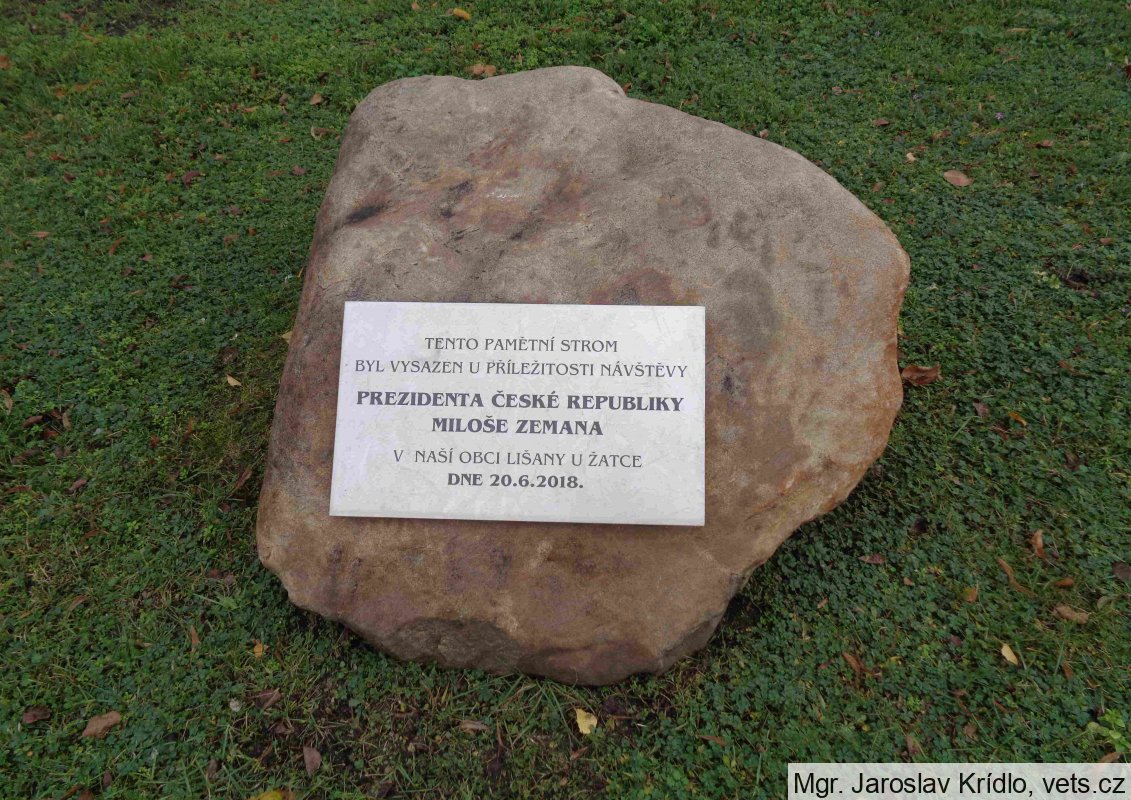 TENTO PAMĚTNÍ STROM
BYL VYSAZEN U PŘÍLEŽITOSTI NÁVŠTĚVY
PREZIDENTA ČESKÉ REPUBLIKY
MILOŠE ZEMANA
V NAŠÍ OBCI LIŠANY U ŽATCE
DNE 20.6.2018.
Mgr. Jaroslav Krídlo, vets.cz